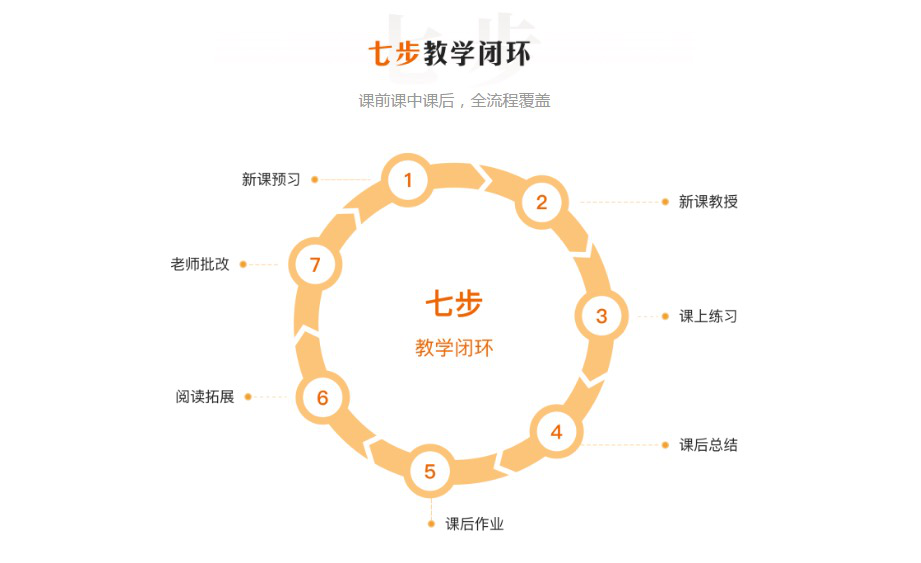 七步教学闭环
课前课中课后，全流程覆盖
1 新课预习
2 新课教授
3 课上练习
4 课后总结
5 课后作业
6 阅读拓展
7 老师批改
七步
教学闭环
七步